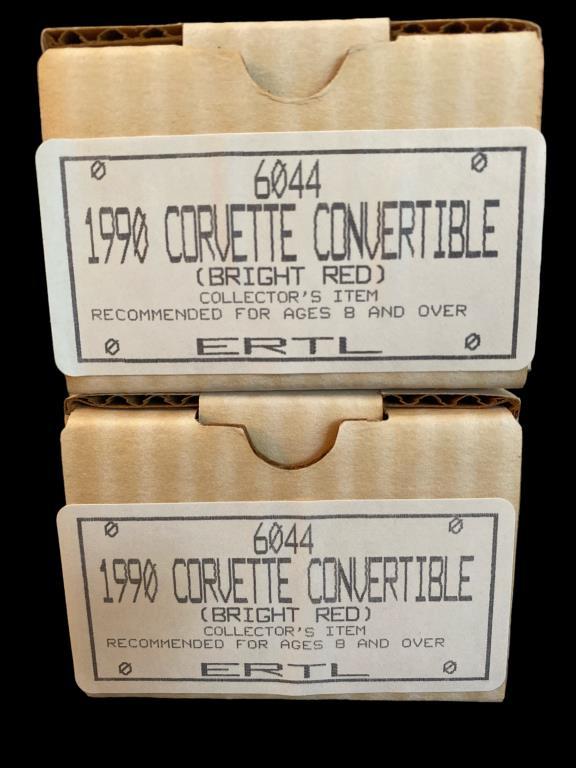 6044
1990 CORVETTE CONVERTIBLE
(BRIGHT RED)
COLLECTOR'S ITEM
RECOMMENDED FOR AGES 8 AND OVER
ERTL
6044
1990 CORVETTE CONVERTIBLE
(BRIGHT RED)
COLLECTOR'S ITEM
RECOMMENDED FOR AGES 8 AND OVER
ERTL